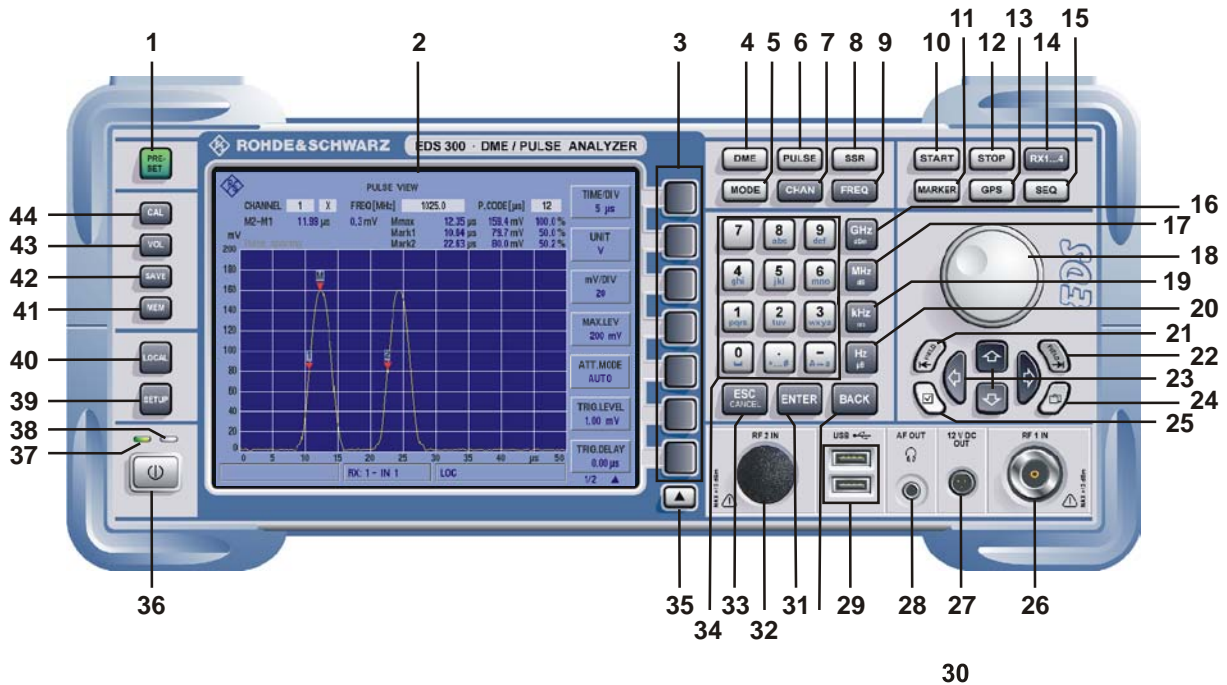 1 2 3 4 5 6 7 8 9 10 11 12 13 14 15
PRE-
SET
ROHDE&SCHWARZ EDS 300 · DME / PULSE ANALYZER
DME PULSE SSR START STOP RX1...4
MODE CHAN FREQ MARKER GPS SEQ
PULSE VIEW
CHANNEL 1 X FREQ[MHz] 1025.0 P.CODE[µs] 12
M2-M1 11.99 µs 0.3 mV Mmax 12.35 µs 159.4 mV 100.0 %
Mark1 10.64 µs 79.7 mV 50.0 %
Mark2 22.63 µs 80.0 mV 50.2 %
mV
200
180
160
140
120
100
80
60
40
20
0
0 5 10 15 20 25 30 35 40 µs 50
M
RX: 1 - IN 1 LOC
TIME/DIV
5 µs
UNIT
V
mV/DIV
20
MAX.LEV
200 mV
ATT.MODE
AUTO
TRIG.LEVEL
1.00 mV
TRIG.DELAY
0.00 µs
1/2 ▲
44 CAL
43 VOL
42 SAVE
41 MEM
40 LOCAL
39 SETUP
38
37
36
7 8 abc 9 def GHz
4 ghi 5 jkl 6 mno MHz
1 pqrs 2 tuv 3 wxyz kHz
0 . – Hz
ESC
CANCEL
ENTER
BACK
16
17
18
EDS
19
20
21
FIELD
FIELD
22
23
24
25
RF 2 IN USB AF OUT 12 V DC
OUT
RF 1 IN
MAX +13 dBm
MAX +13 dBm
35 33 31 29 28 27 26
34 32
30